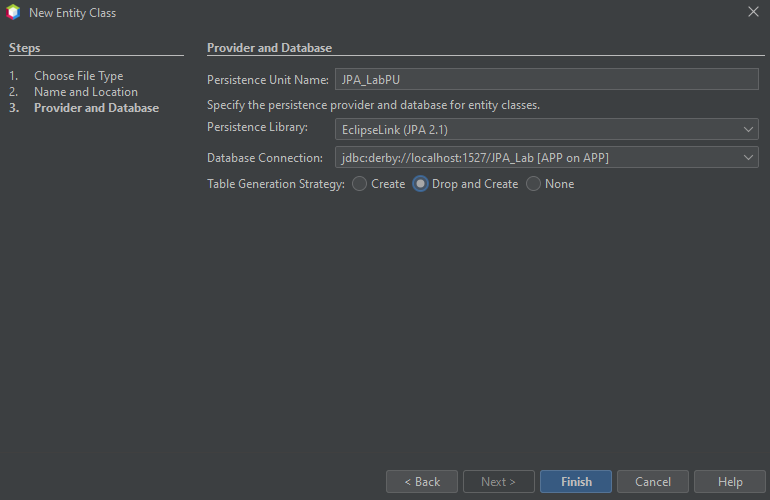 New Entity Class
Steps
1. Choose File Type
2. Name and Location
3. Provider and Database
Provider and Database
Persistence Unit Name: JPA_LabPU
Specify the persistence provider and database for entity classes.
Persistence Library: EclipseLink (JPA 2.1)
Database Connection: jdbc:derby://localhost:1527/JPA_Lab [APP on APP]
Table Generation Strategy: Create Drop and Create None
< Back Next > Finish Cancel Help